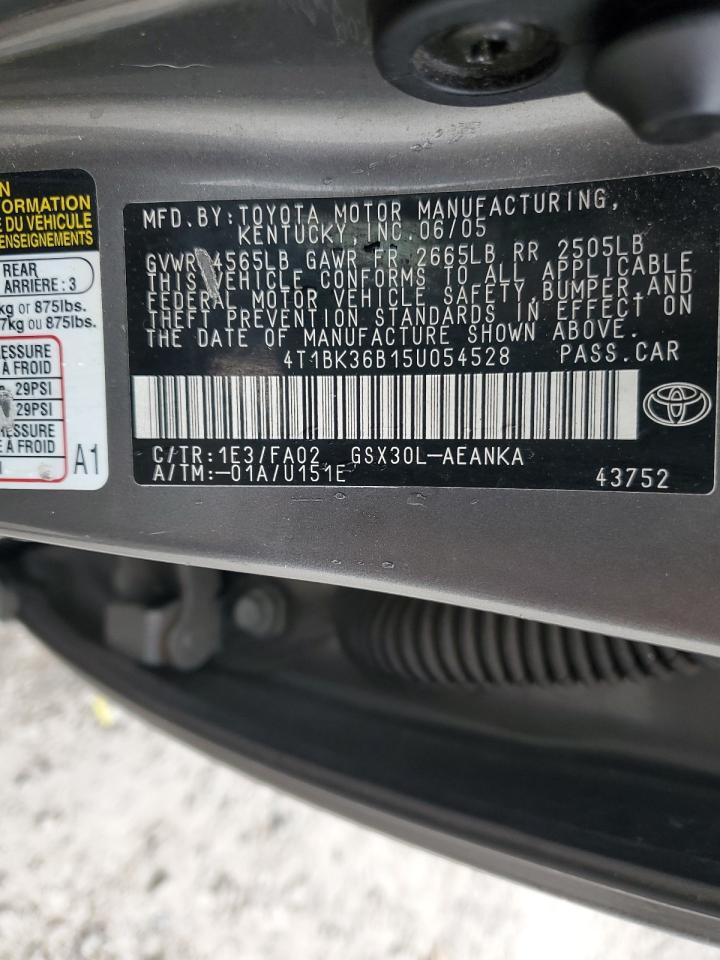 N
ORMATION
E DU VÉHICULE
ENSEIGNEMENTS
REAR
ARRIÈRE : 3
kg or 875lbs.
7kg ou 875lbs.
ESSURE
À FROID
29PSI
29PSI
ESSURE
À FROID
A1
MFD. BY: TOYOTA MOTOR MANUFACTURING,
KENTUCKY, INC. 06/05
GVWR 4565LB GAWR FR 2665LB RR 2505LB
THIS VEHICLE CONFORMS TO ALL APPLICABLE
FEDERAL MOTOR VEHICLE SAFETY, BUMPER, AND
THEFT PREVENTION STANDARDS IN EFFECT ON
THE DATE OF MANUFACTURE SHOWN ABOVE.
4T1BK36B15U054528 PASS. CAR
C/TR: 1E3/FA02 GSX30L-AEANKA
A/TM:-01A/U151E
43752